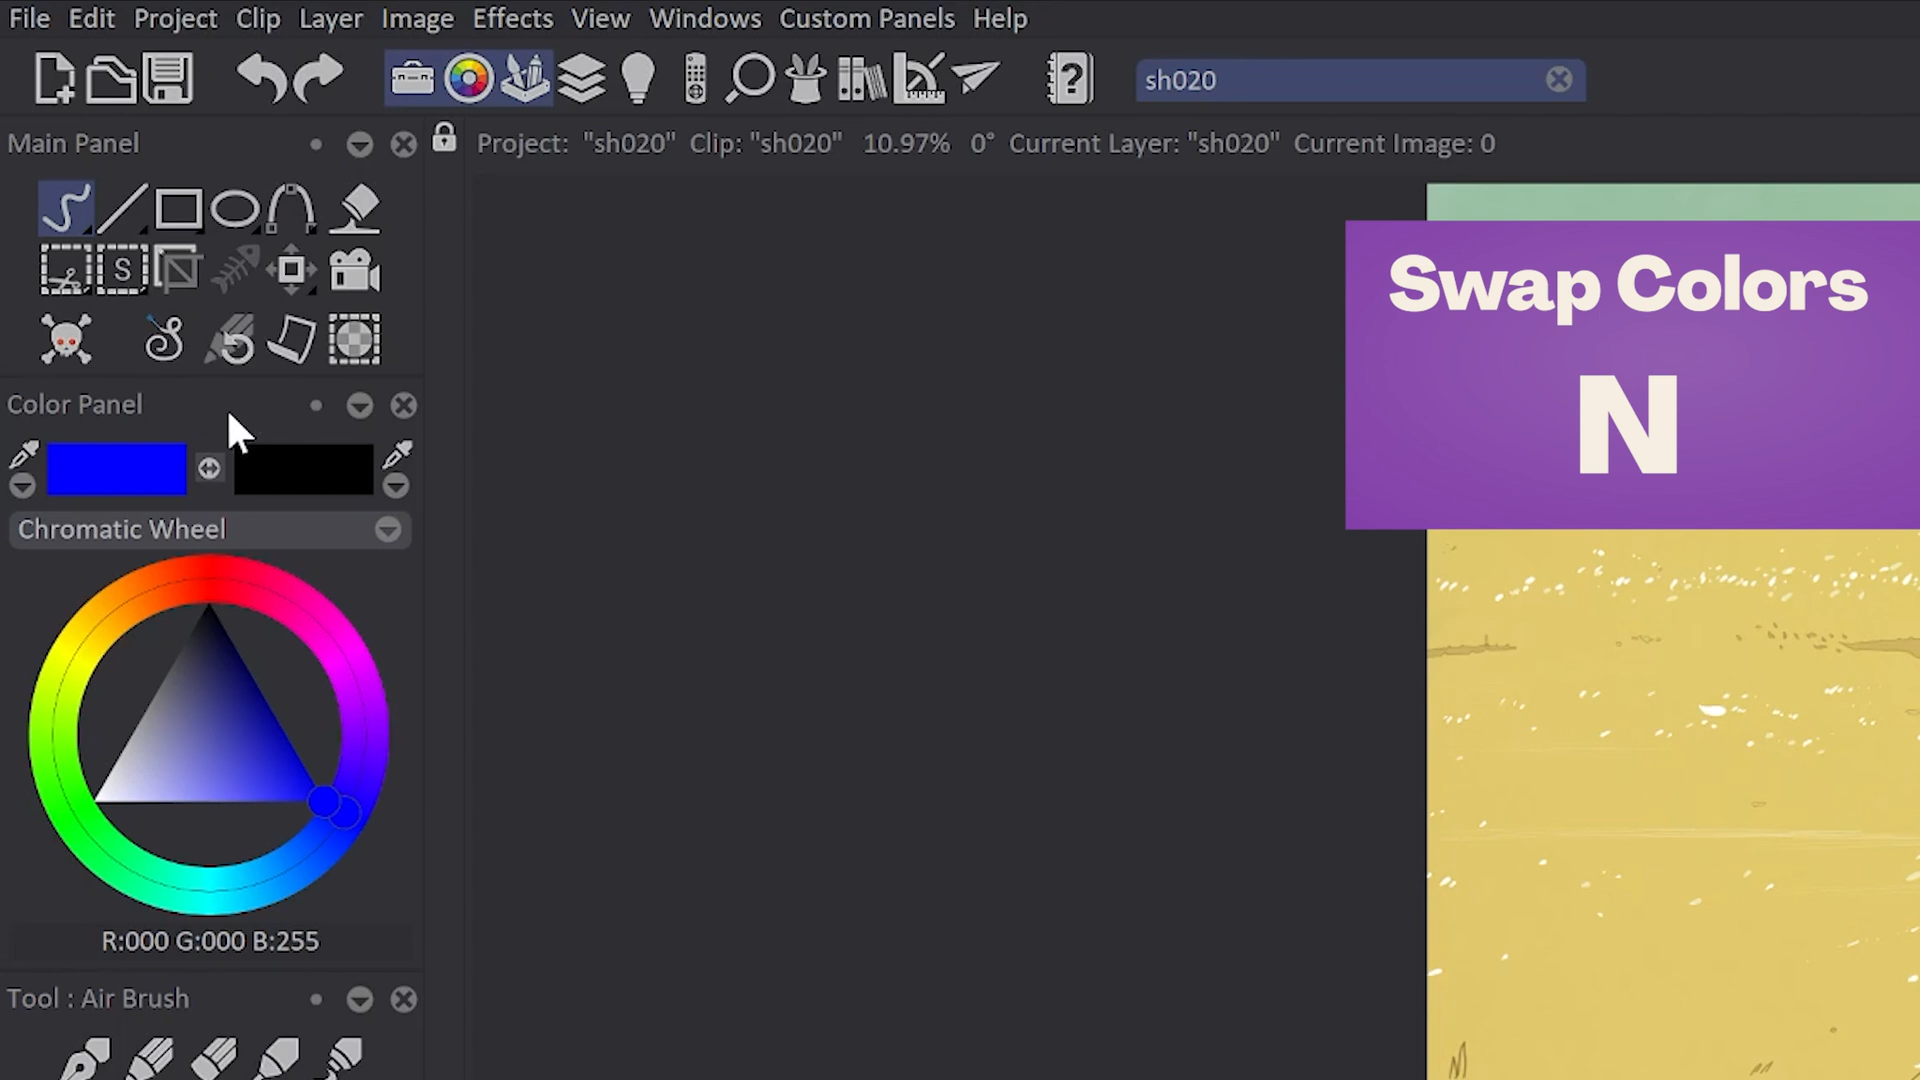 File Edit Project Clip Layer Image Effects View Windows Custom Panels Help
sh020
Main Panel
Project: "sh020" Clip: "sh020" 10.97% 0° Current Layer: "sh020" Current Image: 0
S
Swap Colors
N
Color Panel
Chromatic Wheel
R:000 G:000 B:255
Tool : Air Brush